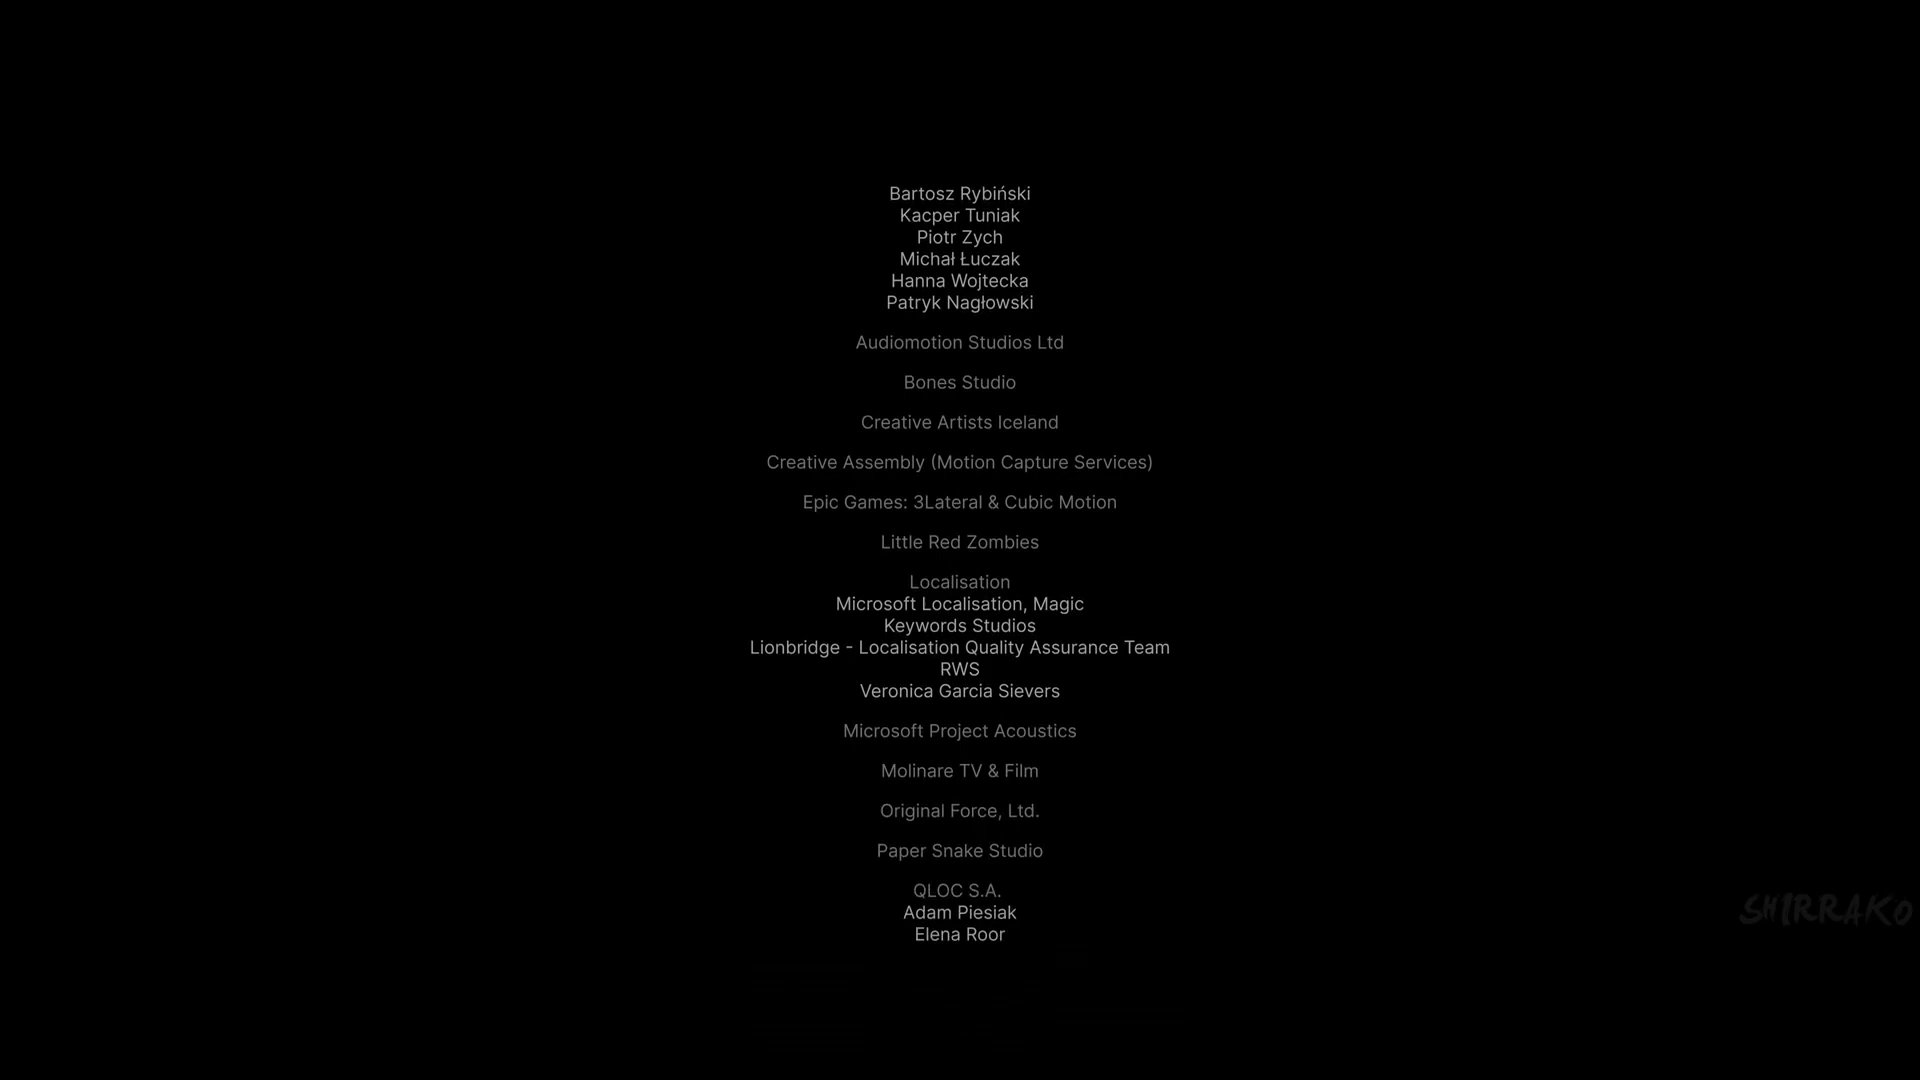 Bartosz Rybiński
Kacper Tuniak
Piotr Zych
Michał Łuczak
Hanna Wojtecka
Patryk Nagłowski
Audiomotion Studios Ltd
Bones Studio
Creative Artists Iceland
Creative Assembly (Motion Capture Services)
Epic Games: 3Lateral & Cubic Motion
Little Red Zombies
Localisation
Microsoft Localisation, Magic
Keywords Studios
Lionbridge - Localisation Quality Assurance Team
RWS
Veronica Garcia Sievers
Microsoft Project Acoustics
Molinare TV & Film
Original Force, Ltd.
Paper Snake Studio
QLOC S.A.
Adam Piesiak
SHIRRAKO
Elena Roor